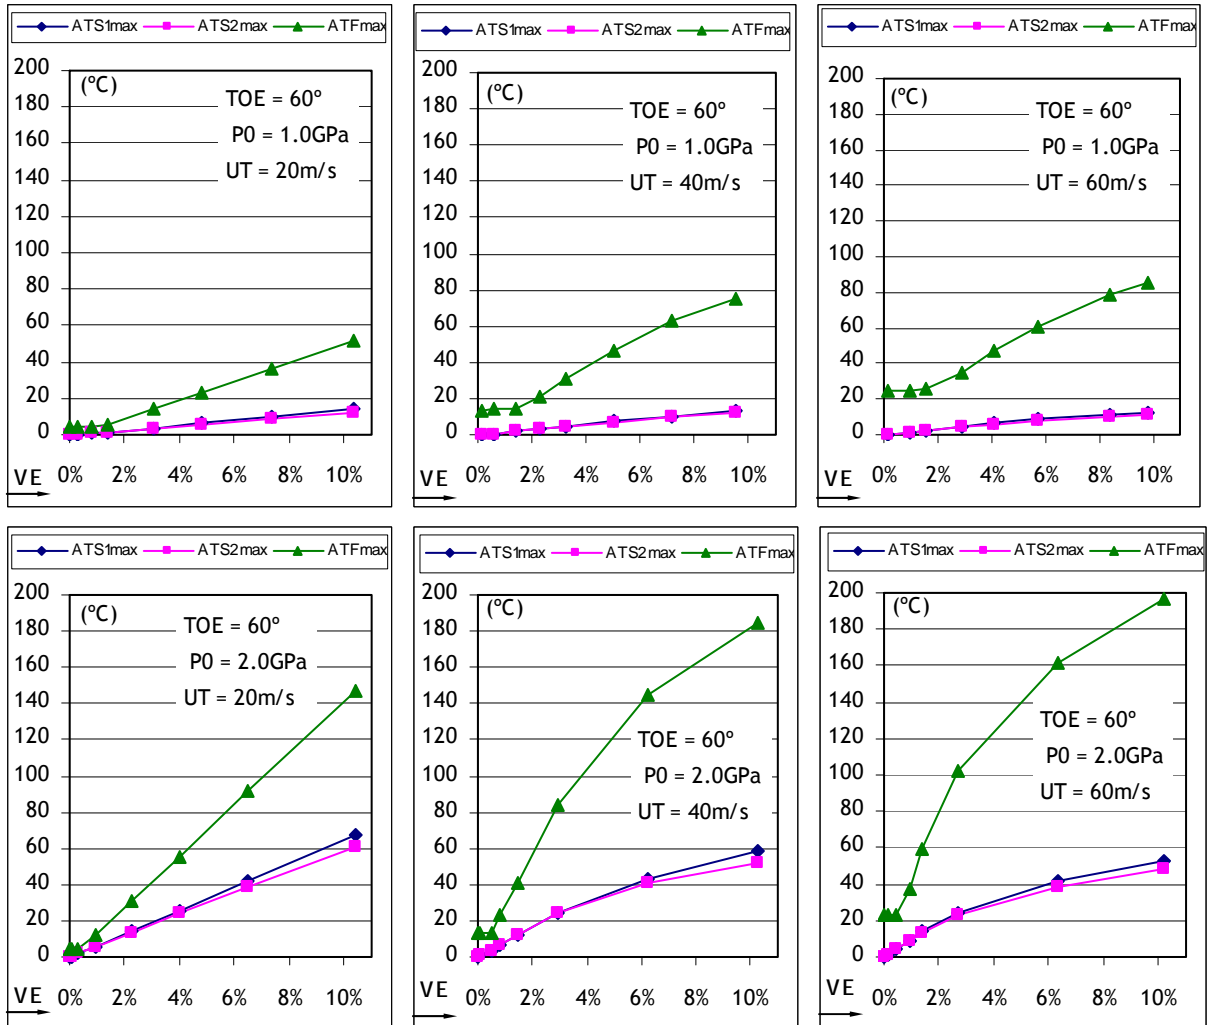 ATS1max ATS2max ATFmax
(ºC)
TOE = 60º
P0 = 1.0GPa
UT = 20m/s
200
180
160
140
120
100
80
60
40
20
0
VE 0% 2% 4% 6% 8% 10%
ATS1max ATS2max ATFmax
(ºC)
TOE = 60º
P0 = 1.0GPa
UT = 40m/s
200
180
160
140
120
100
80
60
40
20
0
VE 0% 2% 4% 6% 8% 10%
ATS1max ATS2max ATFmax
(ºC)
TOE = 60º
P0 = 1.0GPa
UT = 60m/s
200
180
160
140
120
100
80
60
40
20
0
VE 0% 2% 4% 6% 8% 10%
ATS1max ATS2max ATFmax
(ºC)
TOE = 60º
P0 = 2.0GPa
UT = 20m/s
200
180
160
140
120
100
80
60
40
20
0
VE 0% 2% 4% 6% 8% 10%
ATS1max ATS2max ATFmax
(ºC)
TOE = 60º
P0 = 2.0GPa
UT = 40m/s
200
180
160
140
120
100
80
60
40
20
0
VE 0% 2% 4% 6% 8% 10%
ATS1max ATS2max ATFmax
(ºC)
TOE = 60º
P0 = 2.0GPa
UT = 60m/s
200
180
160
140
120
100
80
60
40
20
0
VE 0% 2% 4% 6% 8% 10%